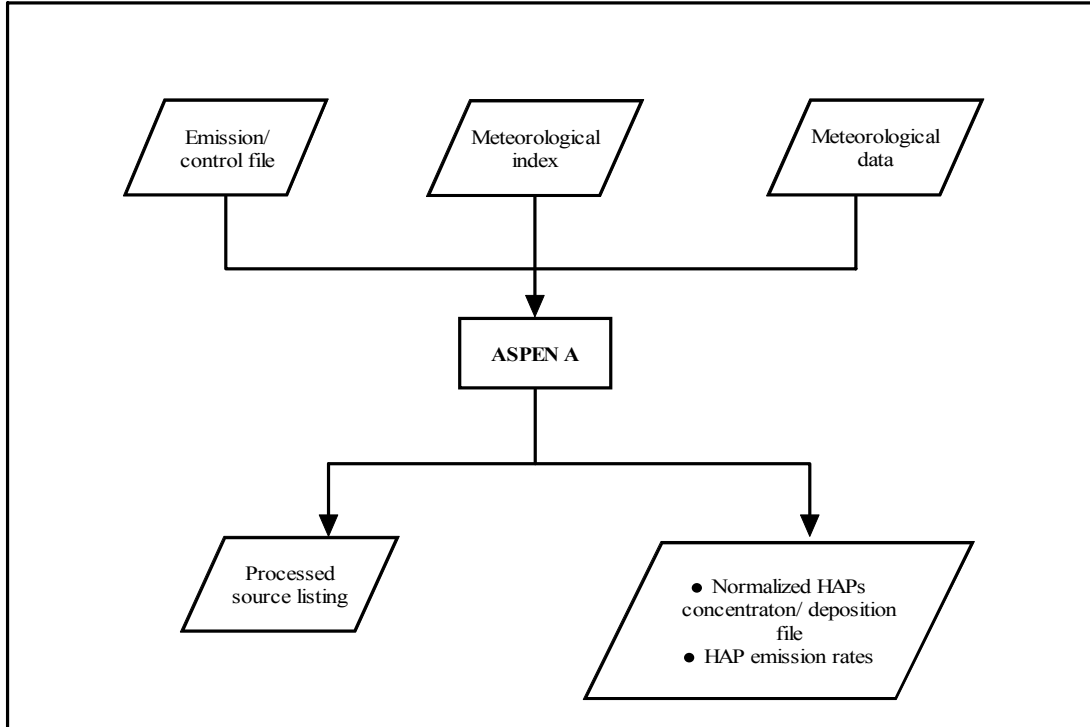 Emission/
control file
Meteorological
index
Meteorological
data
ASPEN A
Processed
source listing
● Normalized HAPs
concentraton/ deposition
file
● HAP emission rates